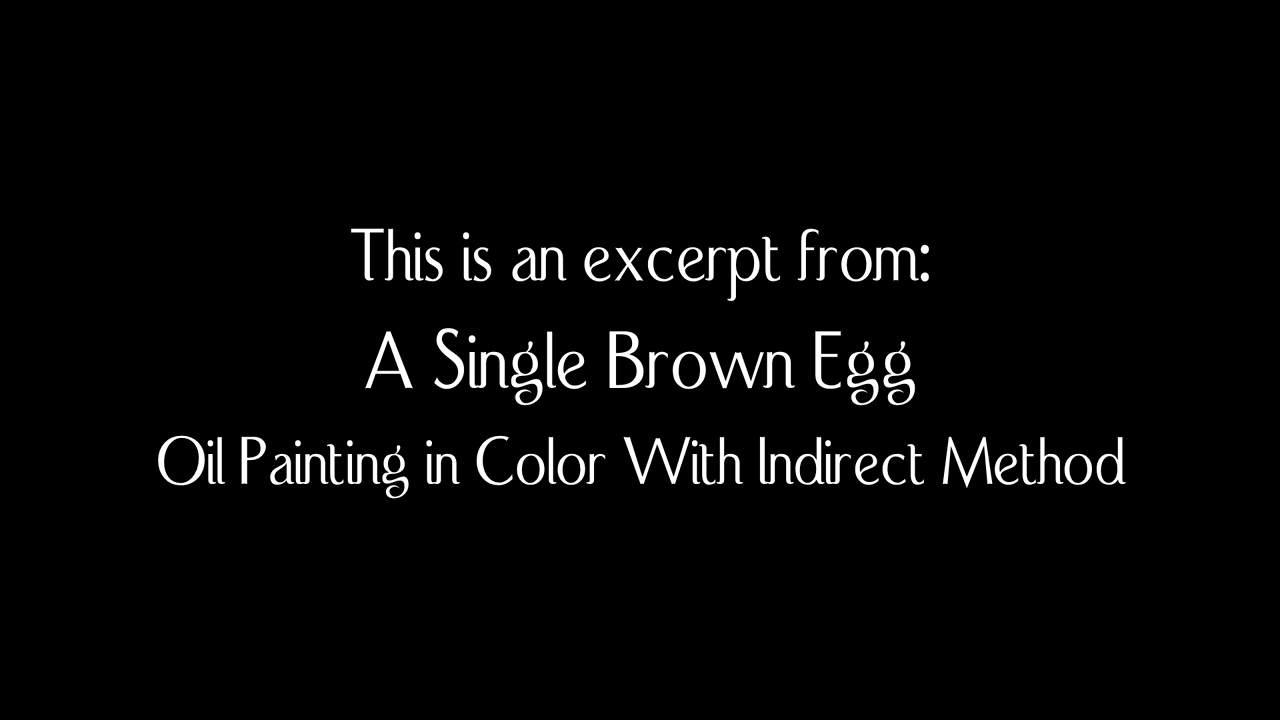 This is an excerpt from:
A Single Brown Egg
Oil Painting in Color With Indirect Method